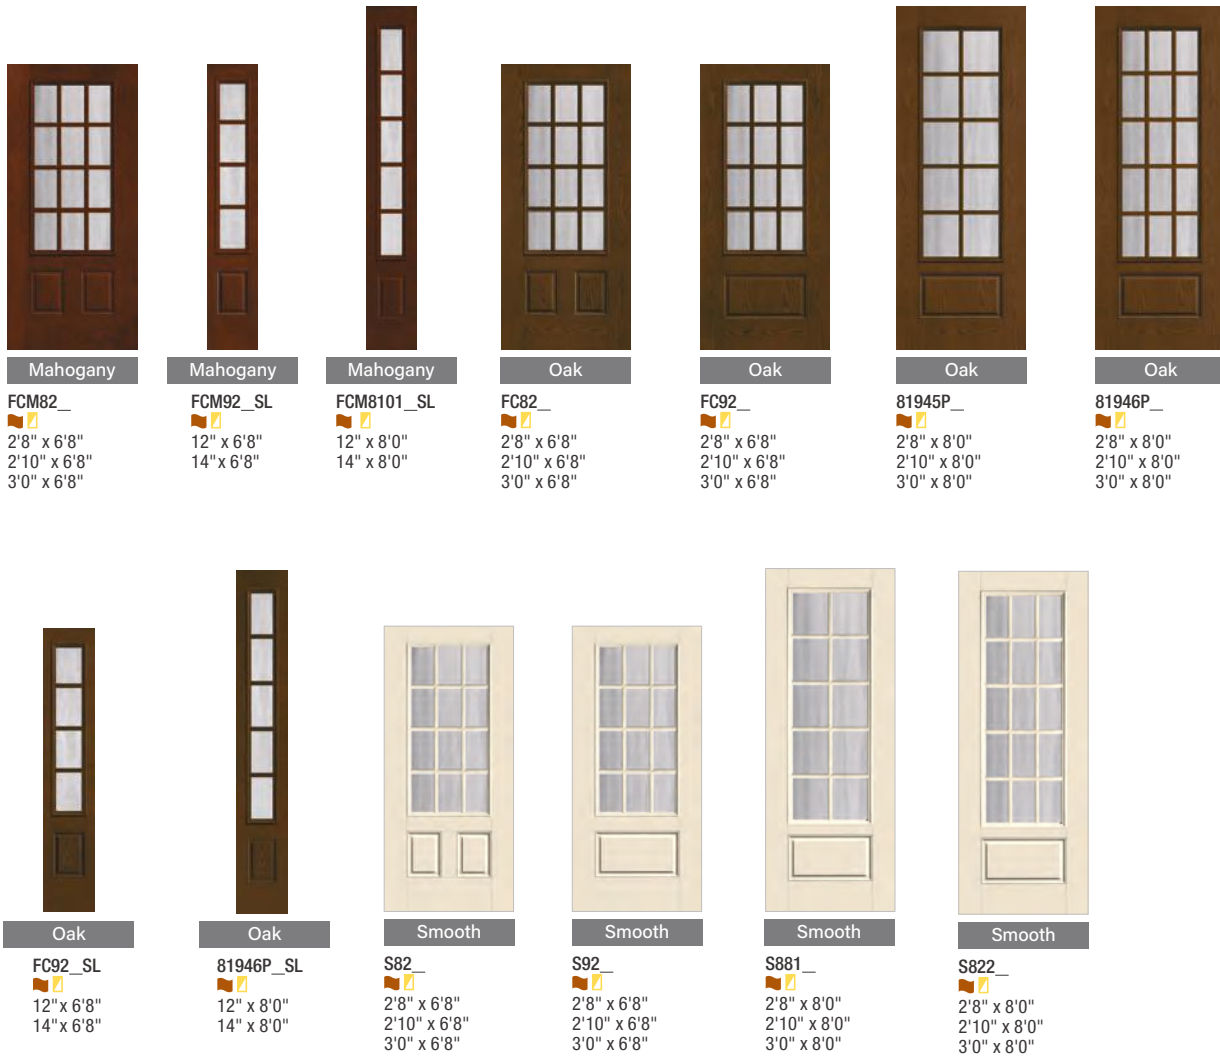 Mahogany
FCM82_
2'8" x 6'8"
2'10" x 6'8"
3'0" x 6'8"
Mahogany
FCM92_SL
12" x 6'8"
14"x 6'8"
Mahogany
FCM8101_SL
12" x 8'0"
14" x 8'0"
Oak
FC82_
2'8" x 6'8"
2'10" x 6'8"
3'0" x 6'8"
Oak
FC92_
2'8" x 6'8"
2'10" x 6'8"
3'0" x 6'8"
Oak
81945P_
2'8" x 8'0"
2'10" x 8'0"
3'0" x 8'0"
Oak
81946P_
2'8" x 8'0"
2'10" x 8'0"
3'0" x 8'0"
Oak
FC92_SL
12"x 6'8"
14"x 6'8"
Oak
81946P_SL
12" x 8'0"
14" x 8'0"
Smooth
S82_
2'8" x 6'8"
2'10" x 6'8"
3'0" x 6'8"
Smooth
S92_
2'8" x 6'8"
2'10" x 6'8"
3'0" x 6'8"
Smooth
S881_
2'8" x 8'0"
2'10" x 8'0"
3'0" x 8'0"
Smooth
S822_
2'8" x 8'0"
2'10" x 8'0"
3'0" x 8'0"